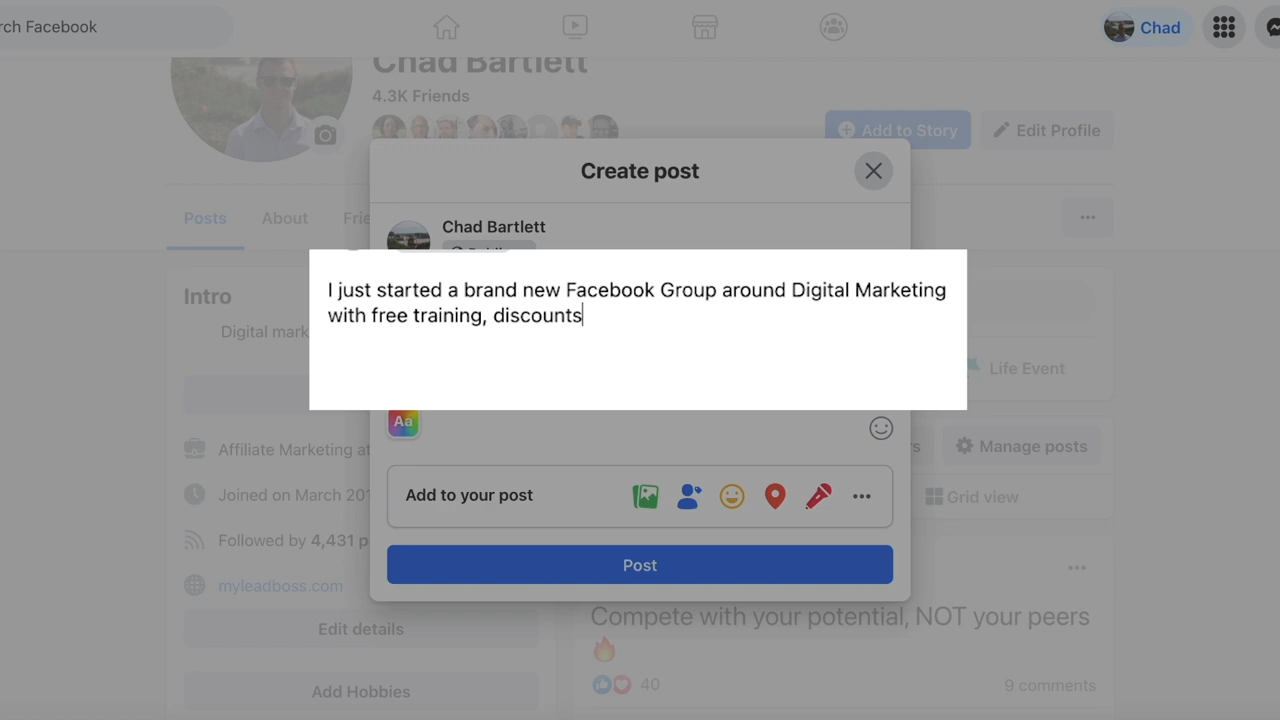 rch Facebook
Chad
Chad Bartlett
4.3K Friends
Add to Story
Edit Profile
Create post
Posts
About
Frie
Chad Bartlett
Intro
Digital mark
I just started a brand new Facebook Group around Digital Marketing
with free training, discounts
Life Event
Aa
Affiliate Marketing at
Manage posts
Add to your post
Joined on March 201
Grid view
Followed by 4,431 p
Post
myleadboss.com
Edit details
Compete with your potential, NOT your peers
Add Hobbies
40
9 comments